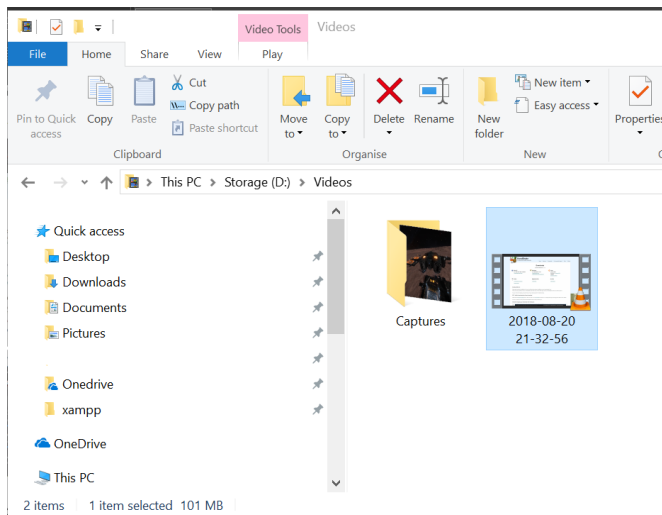 Video Tools
Videos
File
Home
Share
View
Play
Pin to Quick
access
Copy
Paste
Cut
Copy path
Paste shortcut
Clipboard
Move
to
Copy
to
Delete
Rename
Organise
New
folder
New item
Easy access
New
Properties
This PC
Storage (D:)
Videos
Quick access
Desktop
Downloads
Documents
Pictures
Onedrive
xampp
OneDrive
This PC
Captures
2018-08-20
21-32-56
2 items
1 item selected 101 MB